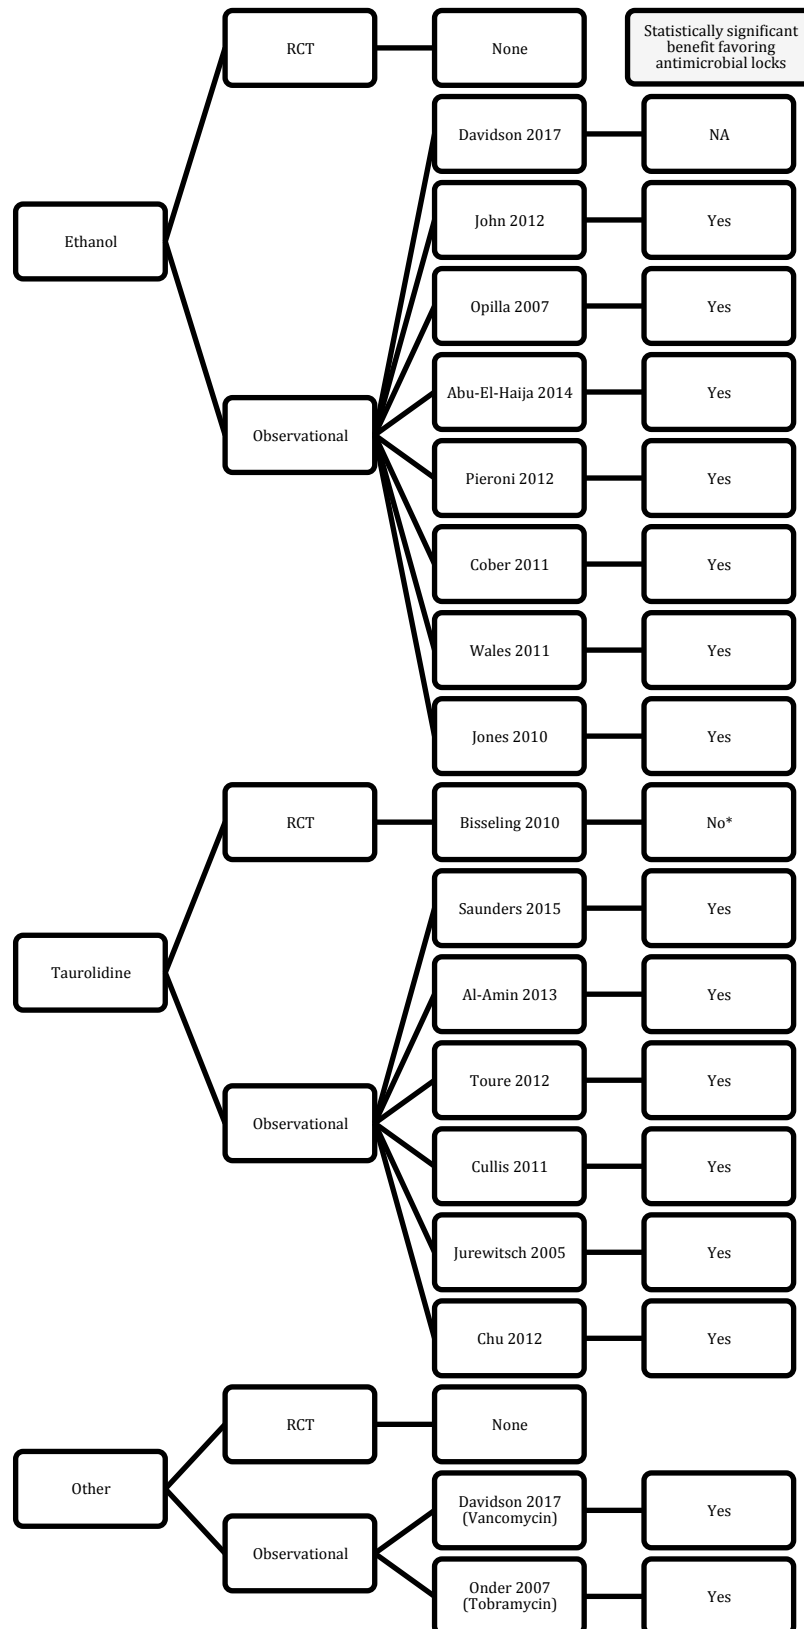 RCT
None
Statistically significant
benefit favoring
antimicrobial locks
Ethanol
Observational
Davidson 2017
NA
John 2012
Yes
Opilla 2007
Yes
Abu-El-Haija 2014
Yes
Pieroni 2012
Yes
Cober 2011
Yes
Wales 2011
Yes
Jones 2010
Yes
Taurolidine
RCT
Bisseling 2010
No*
Observational
Saunders 2015
Yes
Al-Amin 2013
Yes
Toure 2012
Yes
Cullis 2011
Yes
Jurewitsch 2005
Yes
Chu 2012
Yes
Other
RCT
None
Observational
Davidson 2017
(Vancomycin)
Yes
Onder 2007
(Tobramycin)
Yes